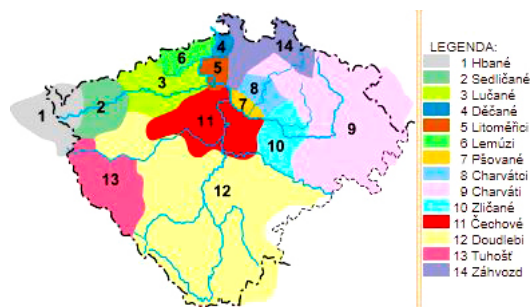 LEGENDA:
1 Hbané
2 Sedličané
3 Lučané
4 Děčané
5 Litoměřici
6 Lemúzi
7 Pšované
8 Charvátci
9 Charváti
10 Zličané
11 Čechové
12 Doudlebi
13 Tuhošť
14 Záhvozd
4
14
6
5
3
8
2
7
1
9
11
10
13
12